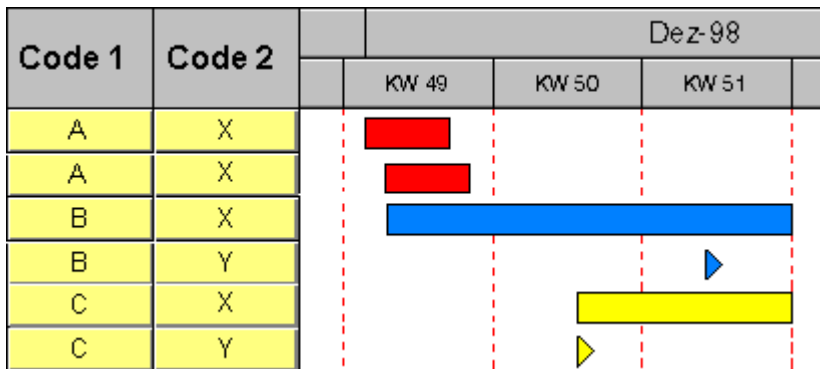 Code 1 Code 2 Dez-98
KW 49 KW 50 KW 51
A X
A X
B X
B Y
C X
C Y